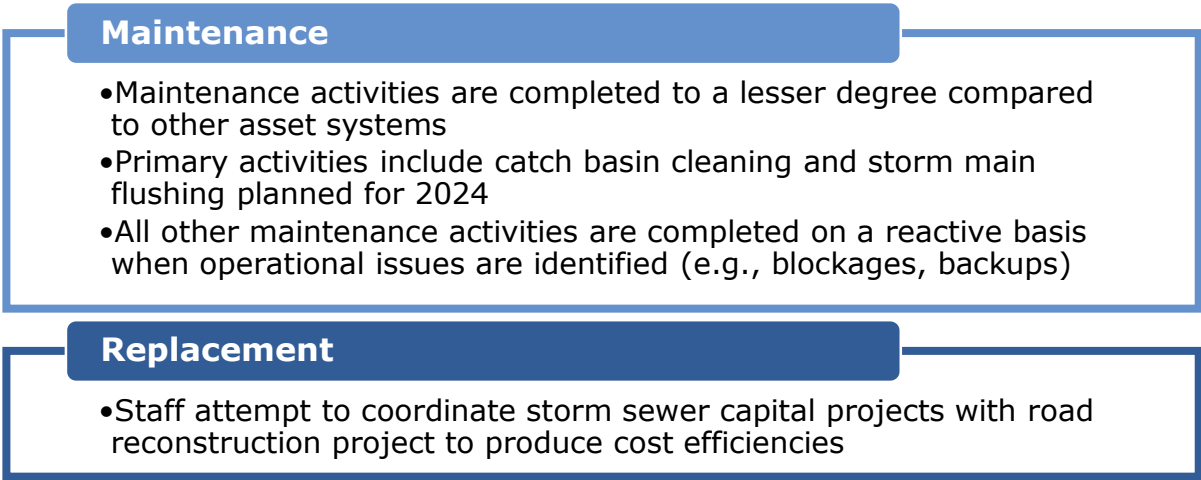 Maintenance
•Maintenance activities are completed to a lesser degree compared
to other asset systems
•Primary activities include catch basin cleaning and storm main
flushing planned for 2024
•All other maintenance activities are completed on a reactive basis
when operational issues are identified (e.g., blockages, backups)
Replacement
•Staff attempt to coordinate storm sewer capital projects with road
reconstruction project to produce cost efficiencies